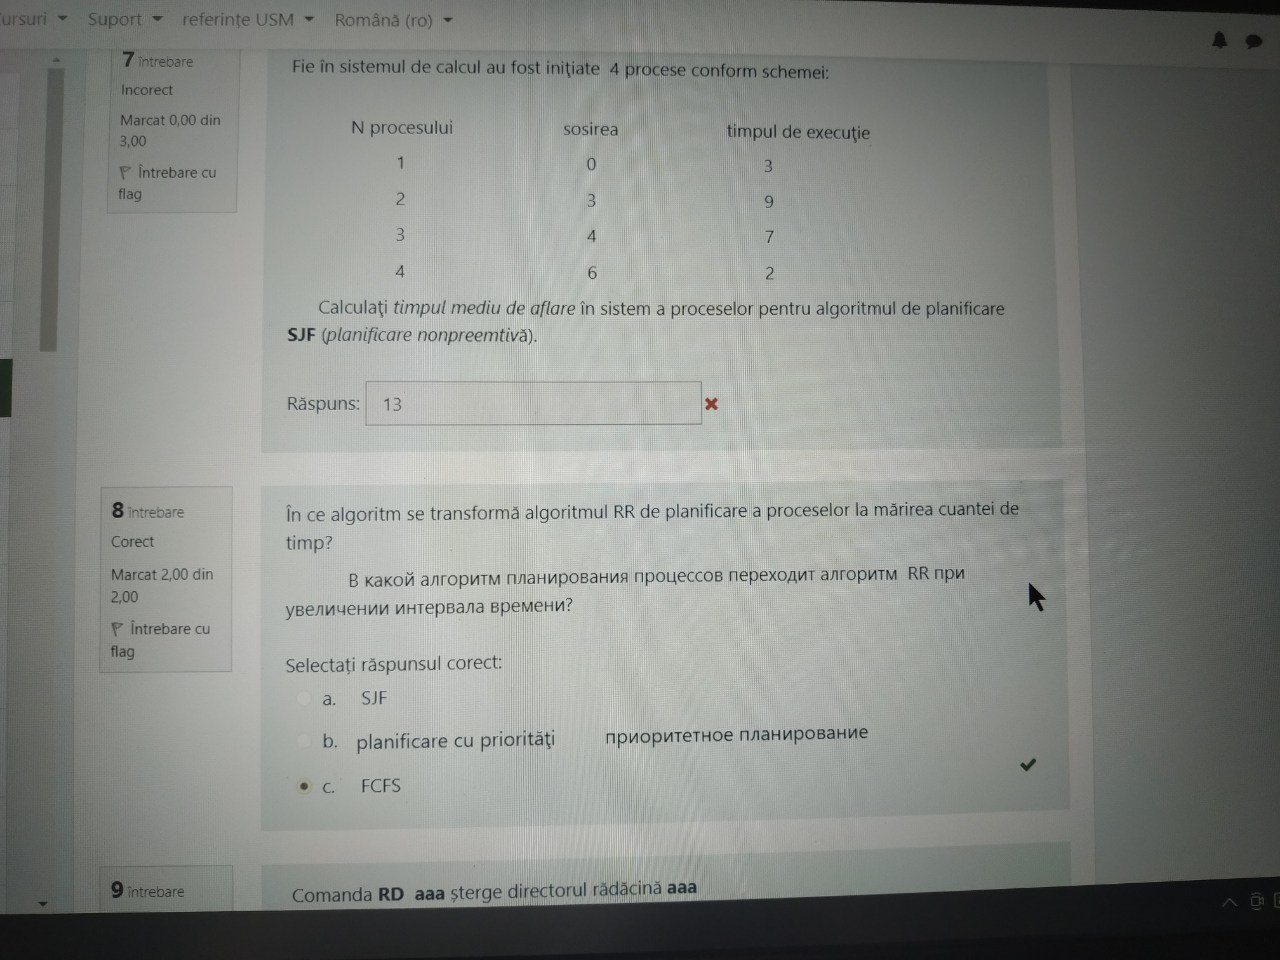 ursuri Suport referințe USM Română (ro)
7 întrebare
Incorect
Marcat 0,00 din
3,00
Întrebare cu
flag
Fie în sistemul de calcul au fost iniţiate 4 procese conform schemei:
N procesului sosirea timpul de execuţie
1 0 3
2 3 9
3 4 7
4 6 2
Calculaţi timpul mediu de aflare în sistem a proceselor pentru algoritmul de planificare
SJF (planificare nonpreemtivă).
Răspuns: 13
8 întrebare
Corect
Marcat 2,00 din
2,00
Întrebare cu
flag
În ce algoritm se transformă algoritmul RR de planificare a proceselor la mărirea cuantei de
timp?
В какой алгоритм планирования процессов переходит алгоритм RR при
увеличении интервала времени?
Selectați răspunsul corect:
a. SJF
b. planificare cu priorităţi приоритетное планирование
c. FCFS
9 întrebare
Comanda RD aaa șterge directorul rădăcină aaa